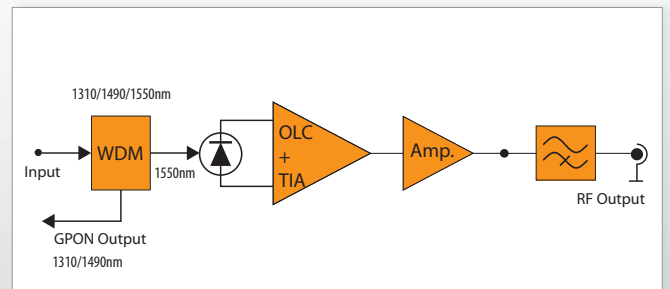 1310/1490/1550nm
WDM
Input
1550nm
GPON Output
1310/1490nm
OLC
+
TIA
Amp.
RF Output